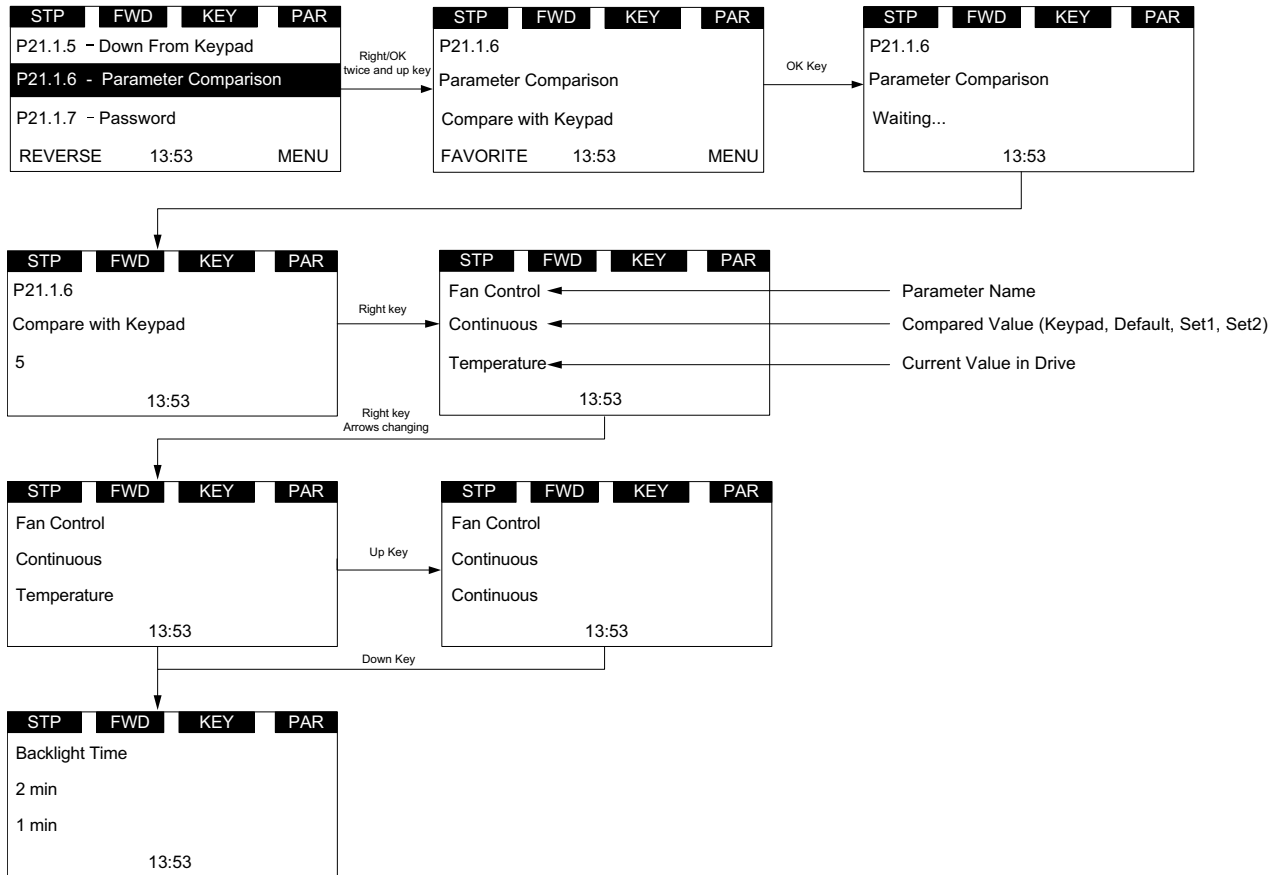 STP FWD KEY PAR
P21.1.5 – Down From Keypad
P21.1.6 - Parameter Comparison
P21.1.7 – Password
REVERSE 13:53 MENU
Right/OK
twice and up key
STP FWD KEY PAR
P21.1.6
Parameter Comparison
Compare with Keypad
FAVORITE 13:53 MENU
OK Key
STP FWD KEY PAR
P21.1.6
Parameter Comparison
Waiting...
13:53
STP FWD KEY PAR
P21.1.6
Compare with Keypad
5
13:53
Right key
STP FWD KEY PAR
Fan Control
Continuous
Temperature
13:53
Parameter Name
Compared Value (Keypad, Default, Set1, Set2)
Current Value in Drive
Right key
Arrows changing
STP FWD KEY PAR
Fan Control
Continuous
Temperature
13:53
Up Key
STP FWD KEY PAR
Fan Control
Continuous
Continuous
13:53
Down Key
STP FWD KEY PAR
Backlight Time
2 min
1 min
13:53